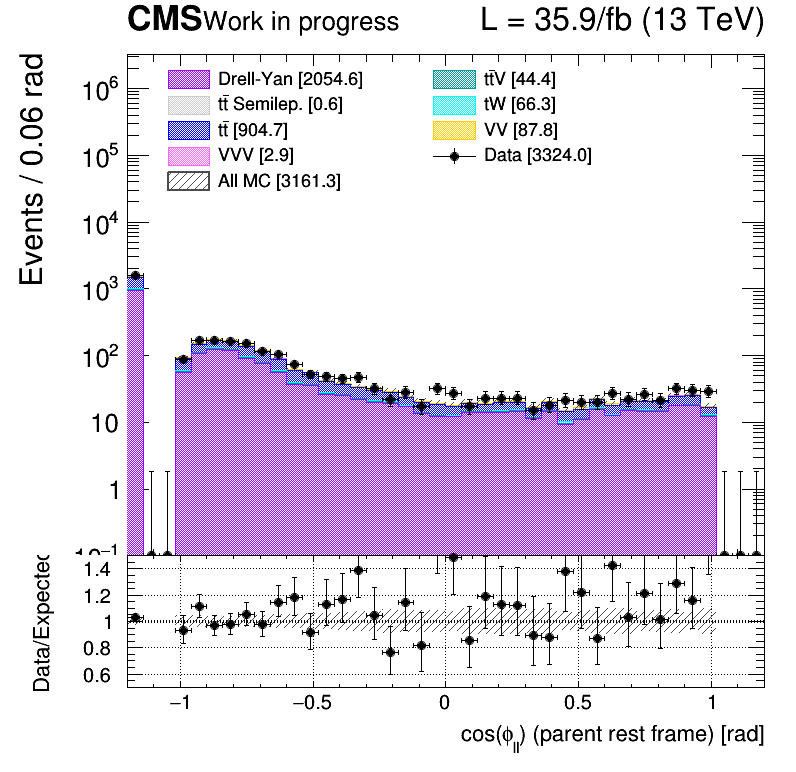 CMS Work in progress L = 35.9/fb (13 TeV)
Events / 0.06 rad
Drell-Yan [2054.6]
tt̄ Semilep. [0.6]
tt̄ [904.7]
VVV [2.9]
All MC [3161.3]
tt̄V [44.4]
tW [66.3]
VV [87.8]
Data [3324.0]
10⁶
10⁵
10⁴
10³
10²
10
1
10⁻¹
Data/Expected
1.4
1.2
1
0.8
0.6
−1 −0.5 0 0.5 1
cos(ϕ_ll) (parent rest frame) [rad]